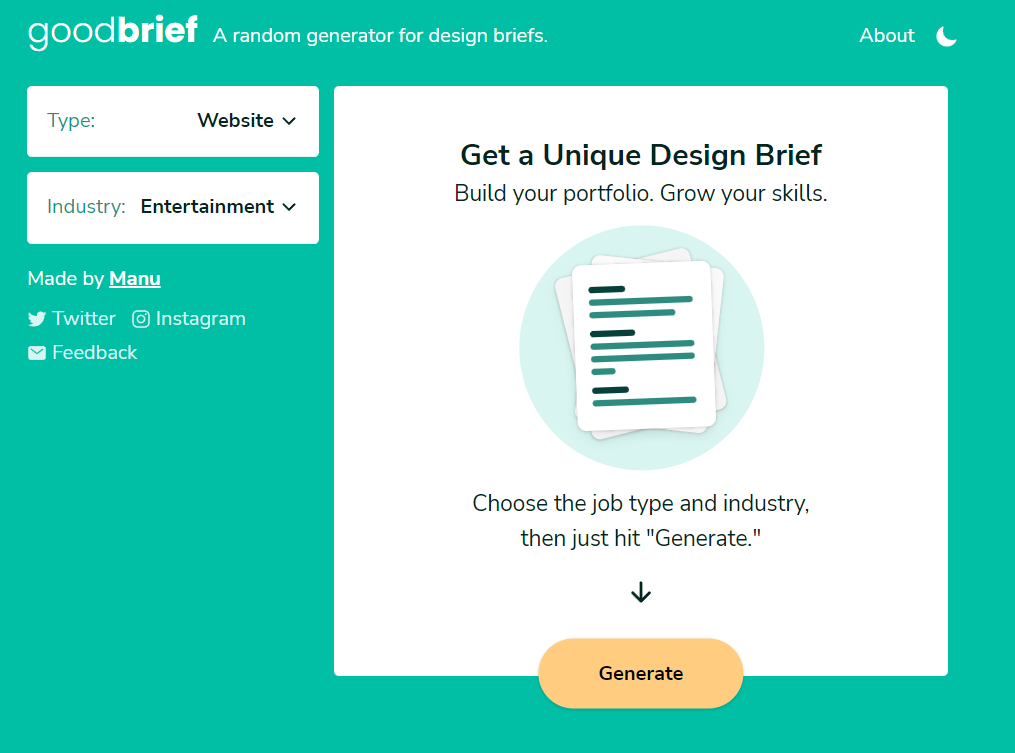 goodbrief A random generator for design briefs.
About
Type: Website
Industry: Entertainment
Made by Manu
Twitter Instagram
Feedback
Get a Unique Design Brief
Build your portfolio. Grow your skills.
Choose the job type and industry,
then just hit "Generate."
Generate